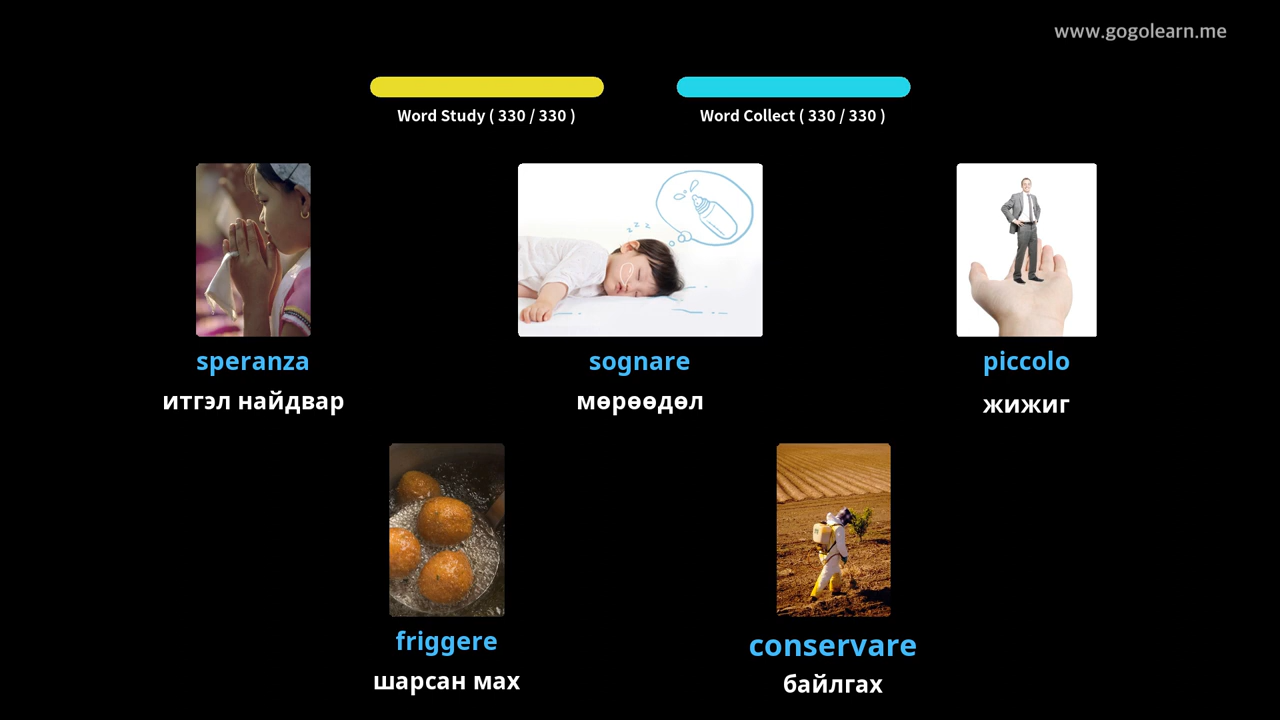 www.gogolearn.me
Word Study ( 330 / 330 )
Word Collect ( 330 / 330 )
speranza
итгэл найдвар
sognare
мөрөөдөл
piccolo
жижиг
friggere
шарсан мах
conservare
байлгах